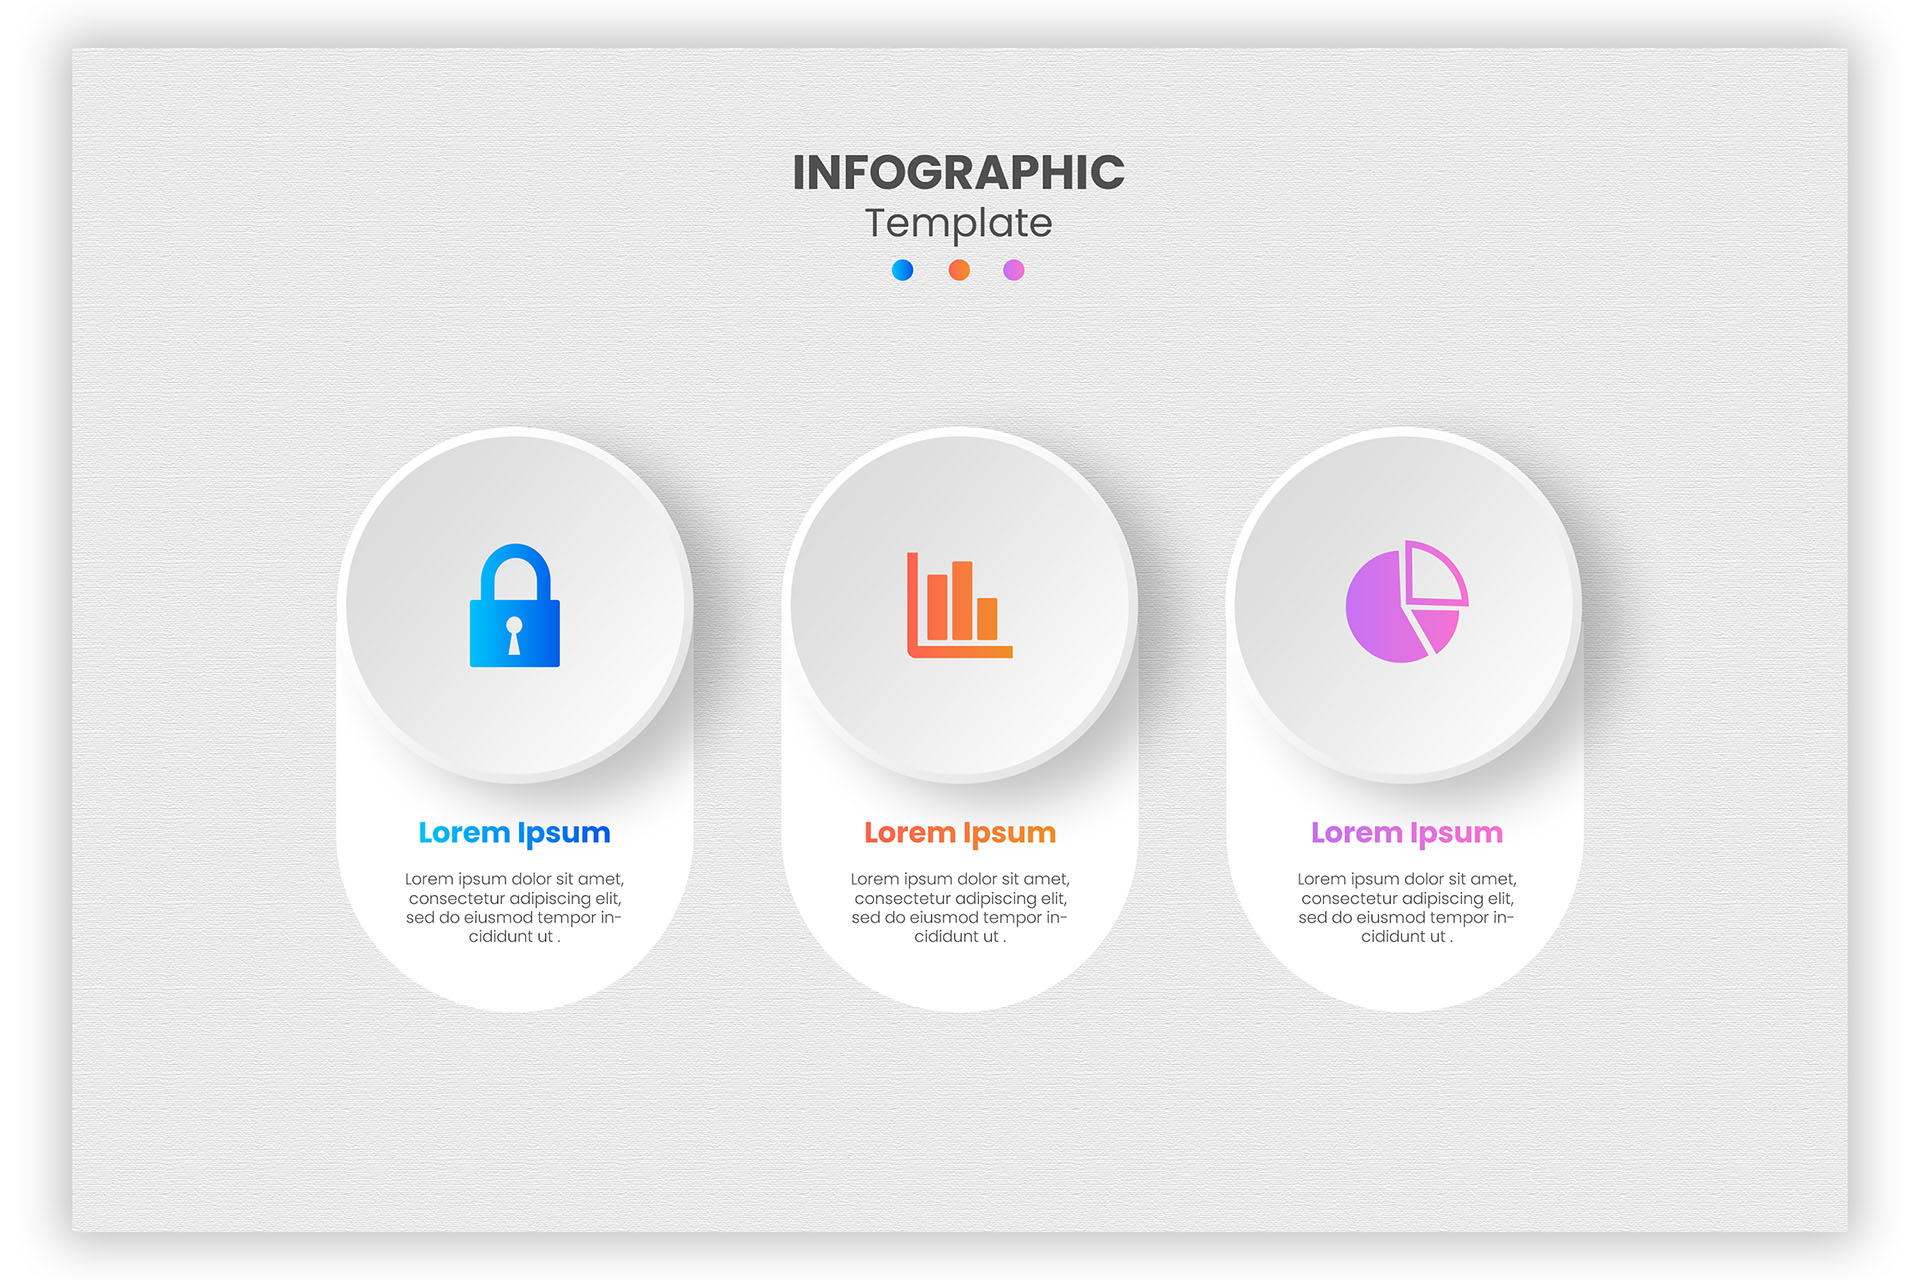 INFOGRAPHIC
Template
Lorem Ipsum
Lorem ipsum dolor sit amet,
consectetur adipiscing elit,
sed do eiusmod tempor in-
cididunt ut .
Lorem Ipsum
Lorem ipsum dolor sit amet,
consectetur adipiscing elit,
sed do eiusmod tempor in-
cididunt ut .
Lorem Ipsum
Lorem ipsum dolor sit amet,
consectetur adipiscing elit,
sed do eiusmod tempor in-
cididunt ut .